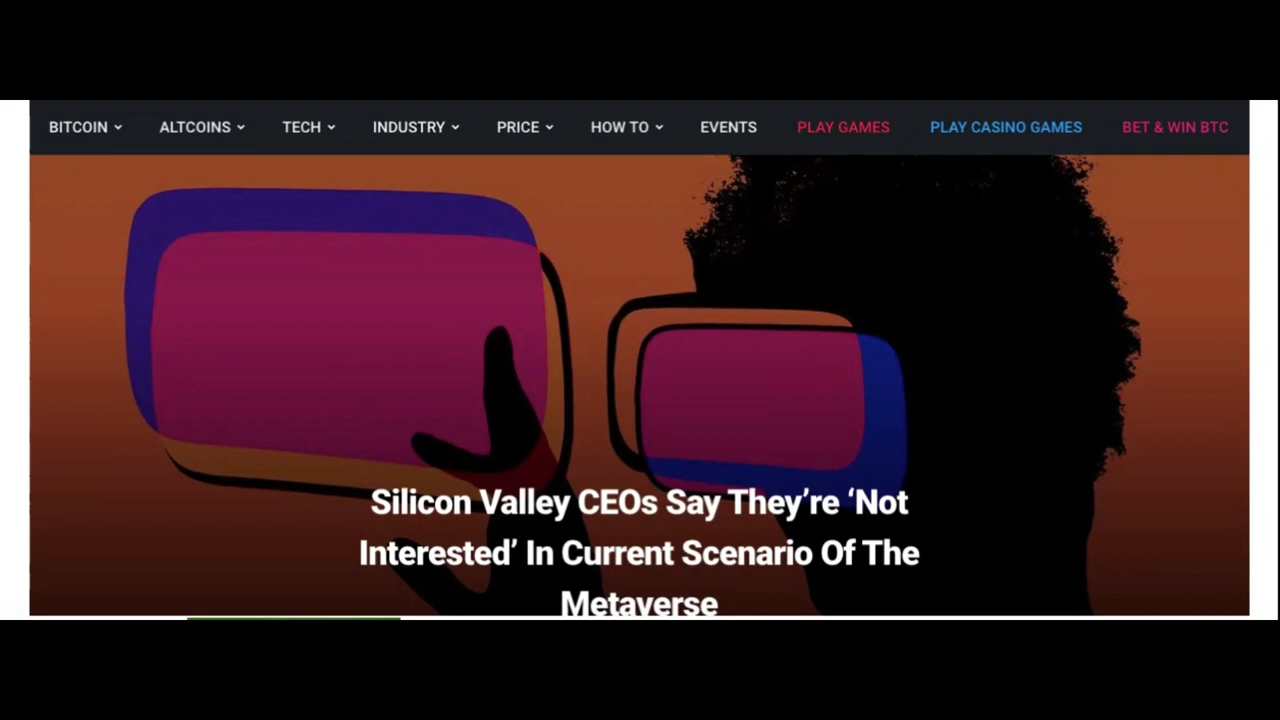 BITCOIN ALTCOINS TECH INDUSTRY PRICE HOW TO EVENTS PLAY GAMES PLAY CASINO GAMES BET & WIN BTC
Silicon Valley CEOs Say They’re ‘Not
Interested’ In Current Scenario Of The
Metaverse